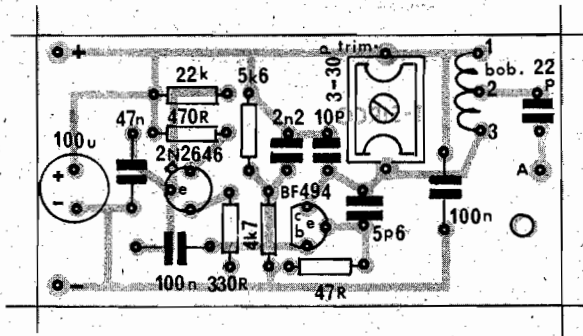 +
trim.
3-30p
1
bob. 22
p
2
3
22k
5k6
47n
470R
2n2
10p
100u
2N2646
+
-
e
BF494
c
e
b
4k7
5p6
100n
A
100n
330R
47R
-